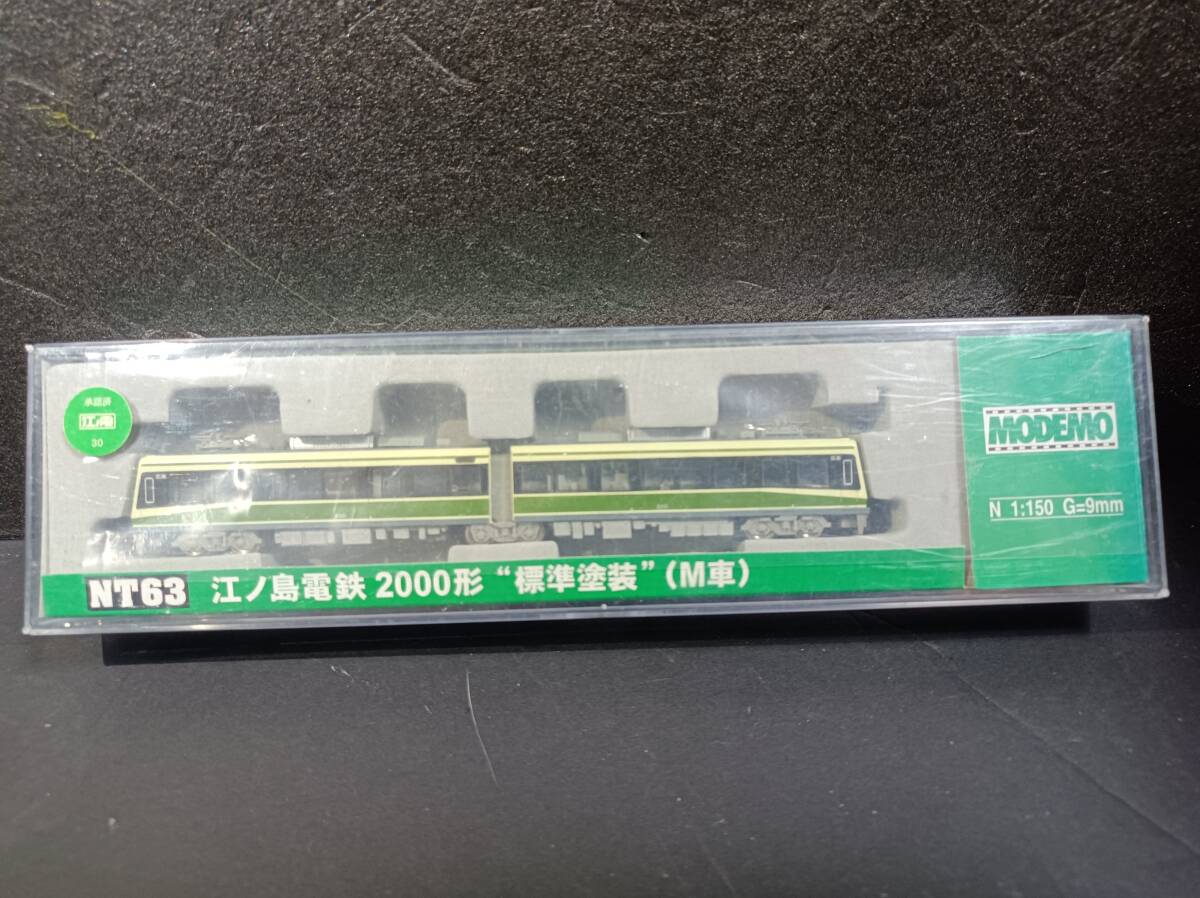 承認済
江ノ電
30
MODEMO
N 1:150 G=9mm
NT63 江ノ島電鉄 2000形 “標準塗装”（M車）